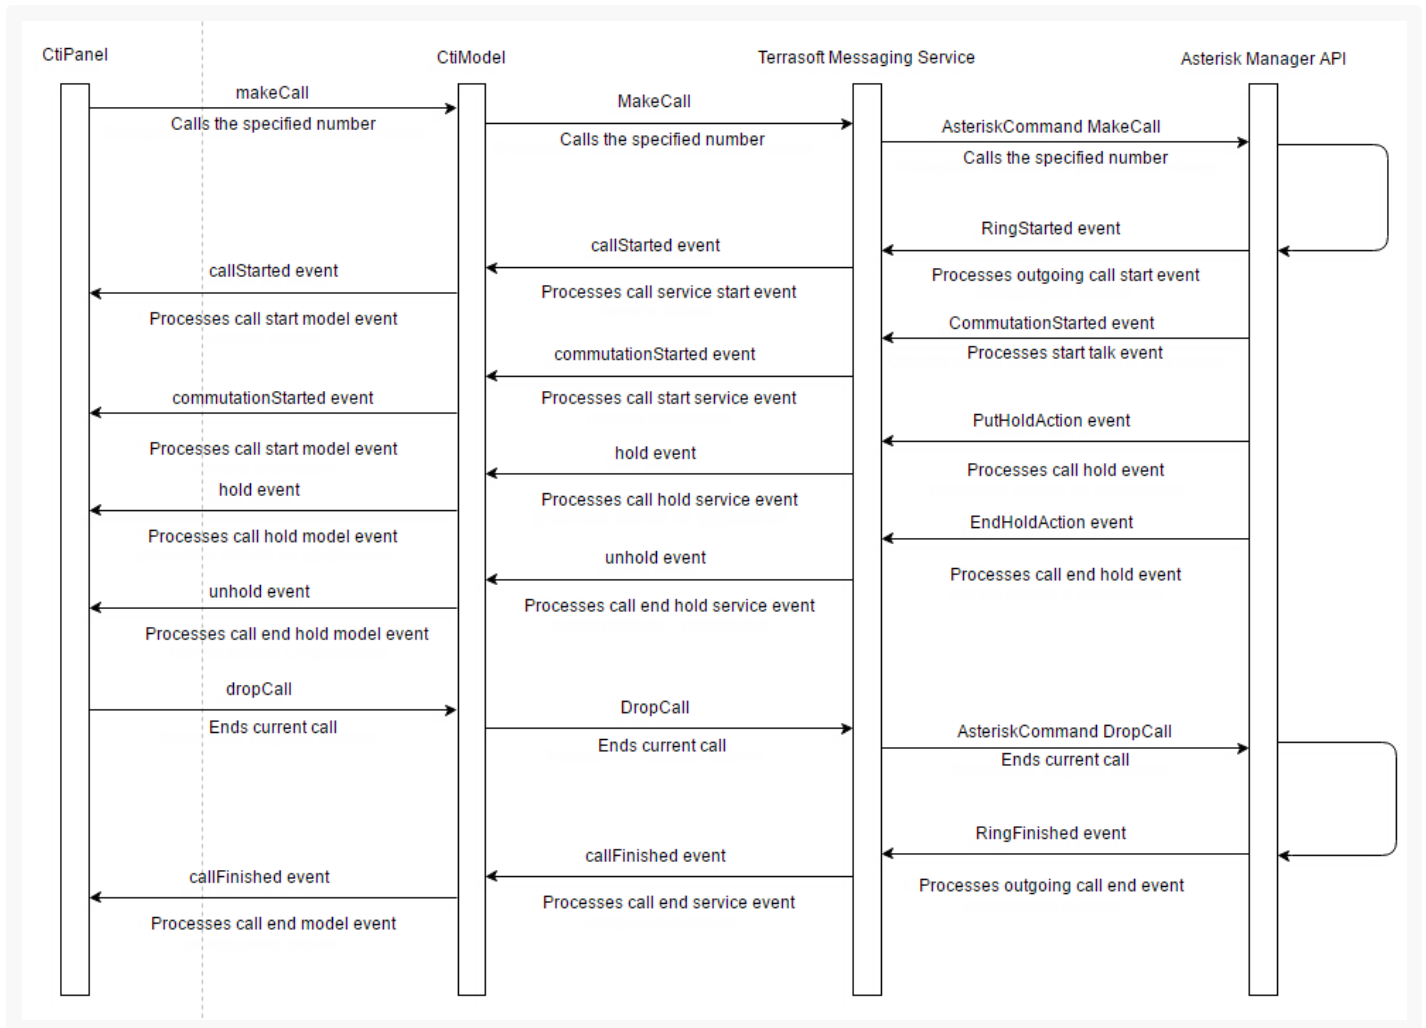 CtiPanel
CtiModel
Terrasoft Messaging Service
Asterisk Manager API
makeCall
Calls the specified number
MakeCall
Calls the specified number
AsteriskCommand MakeCall
Calls the specified number
RingStarted event
Processes outgoing call start event
callStarted event
Processes call service start event
callStarted event
Processes call start model event
CommutationStarted event
Processes start talk event
commutationStarted event
Processes call start service event
commutationStarted event
Processes call start model event
PutHoldAction event
Processes call hold event
hold event
Processes call hold service event
hold event
Processes call hold model event
EndHoldAction event
Processes call end hold event
unhold event
Processes call end hold service event
unhold event
Processes call end hold model event
dropCall
Ends current call
DropCall
Ends current call
AsteriskCommand DropCall
Ends current call
RingFinished event
Processes outgoing call end event
callFinished event
Processes call end service event
callFinished event
Processes call end model event